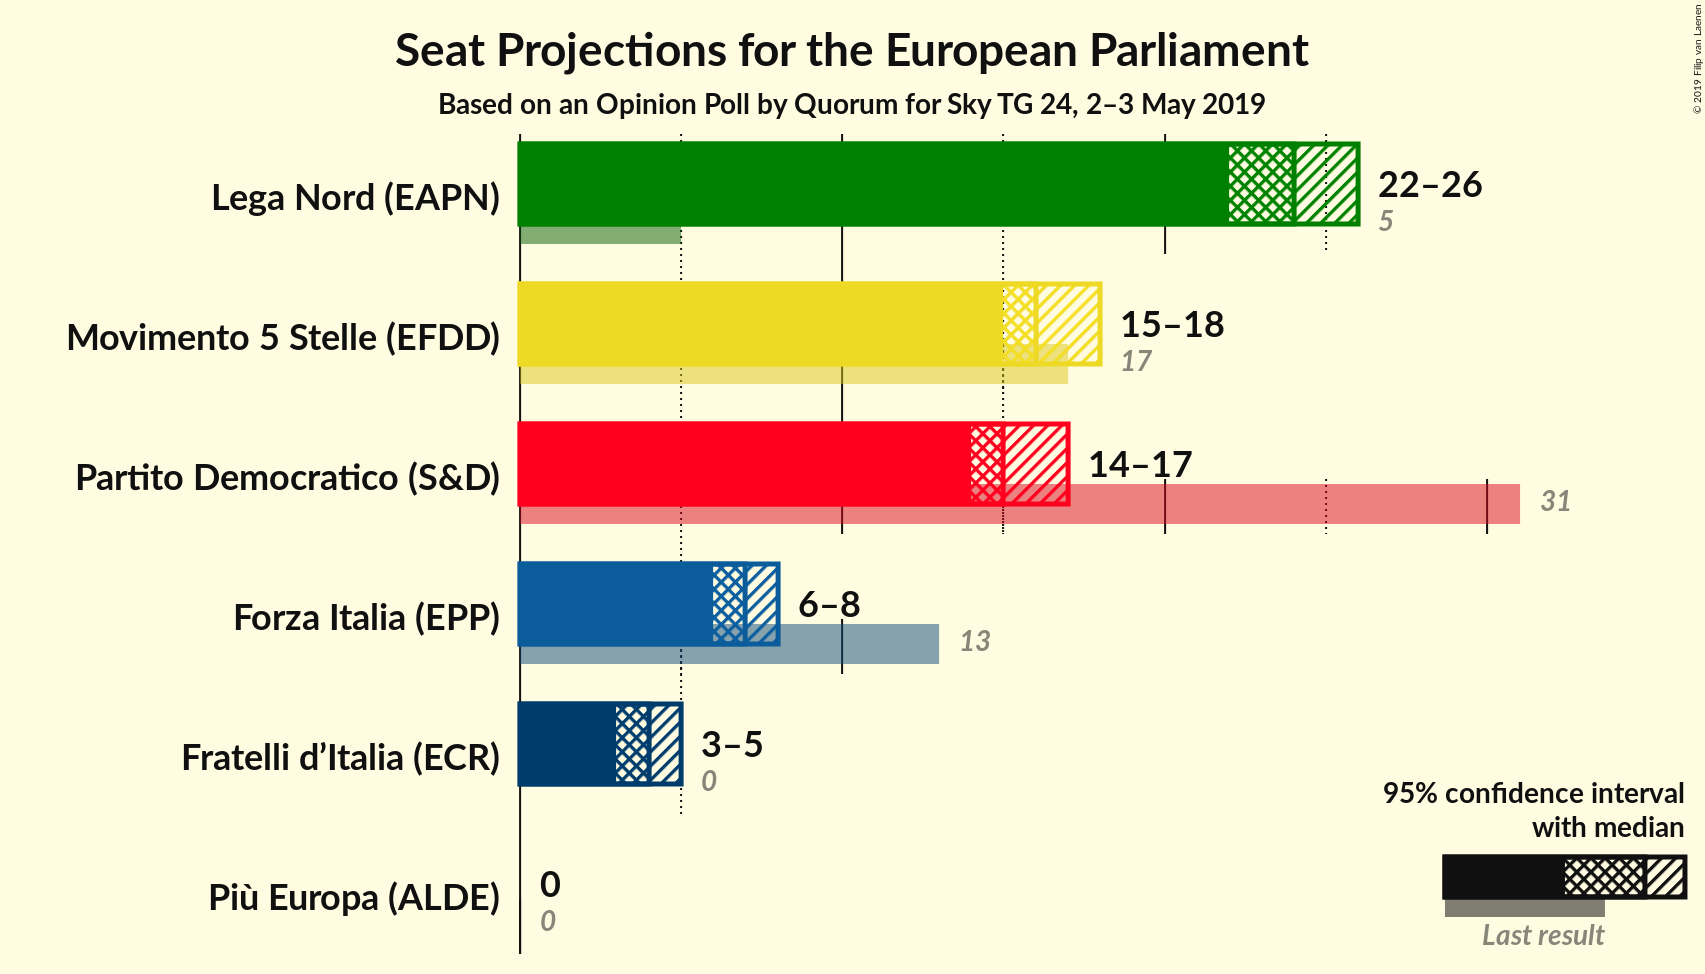 Seat Projections for the European Parliament
Based on an Opinion Poll by Quorum for Sky TG 24, 2–3 May 2019
© 2019 Filip van Laenen
Lega Nord (EAPN)
22–26
5
Movimento 5 Stelle (EFDD)
15–18
17
Partito Democratico (S&D)
14–17
31
Forza Italia (EPP)
6–8
13
Fratelli d’Italia (ECR)
3–5
0
Più Europa (ALDE)
0
0
95% confidence interval
with median
Last result